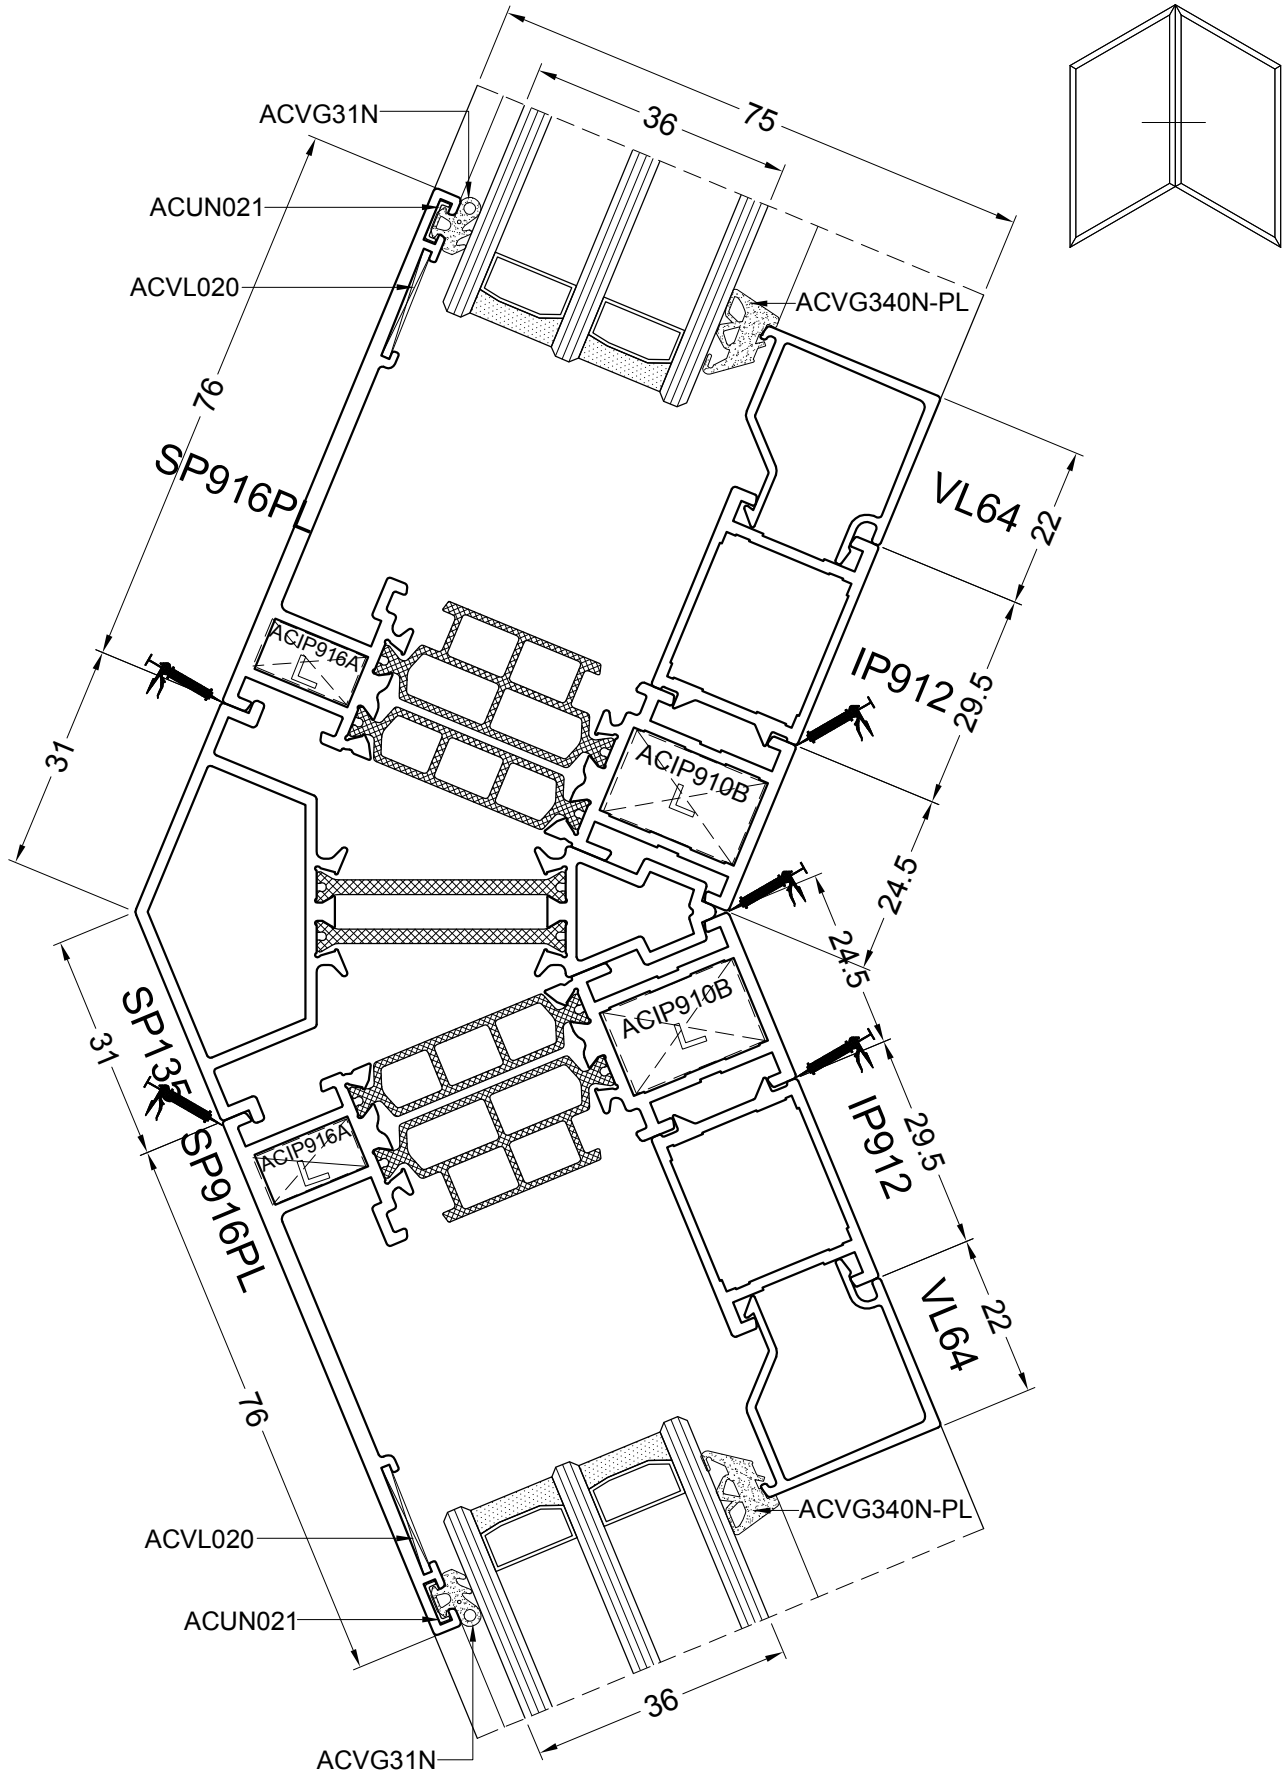 75
36
ACVG31N
ACUN021
ACVL020
ACVG340N-PL
76
SP916P
VL64
22
ACIP916A
IP912
29.5
31
ACIP910B
24.5
24.5
SP135
31
ACIP910B
ACIP916A
SP916PL
IP912
29.5
VL64
22
76
ACVG340N-PL
ACVL020
ACUN021
36
ACVG31N